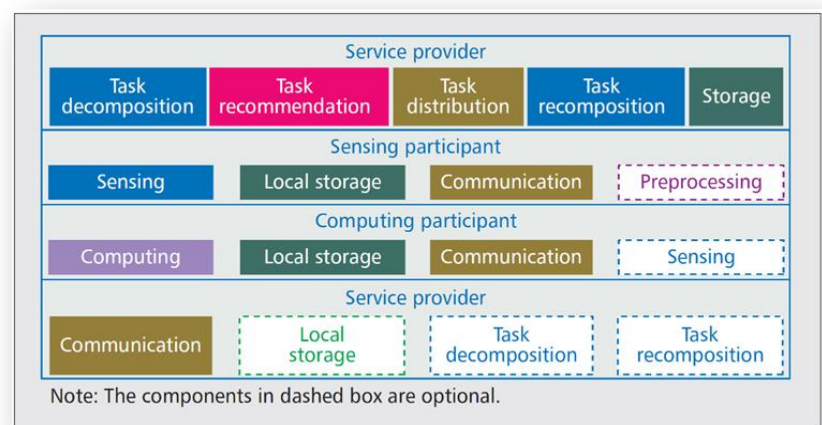 Service provider
Task decomposition
Task recommendation
Task distribution
Task recomposition
Storage
Sensing participant
Sensing
Local storage
Communication
Preprocessing
Computing participant
Computing
Local storage
Communication
Sensing
Service provider
Communication
Local storage
Task decomposition
Task recomposition
Note: The components in dashed box are optional.